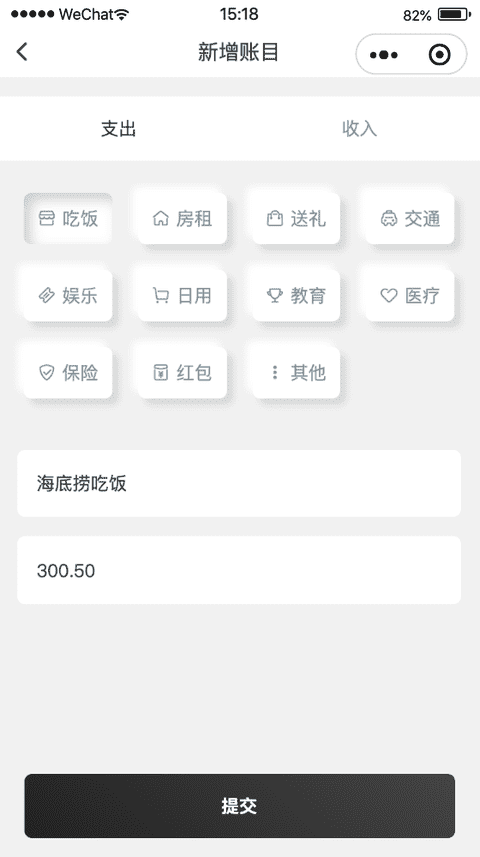 WeChat 15:18 82%
新增账目
支出 收入
吃饭 房租 送礼 交通
娱乐 日用 教育 医疗
保险 红包 其他
海底捞吃饭
300.50
提交